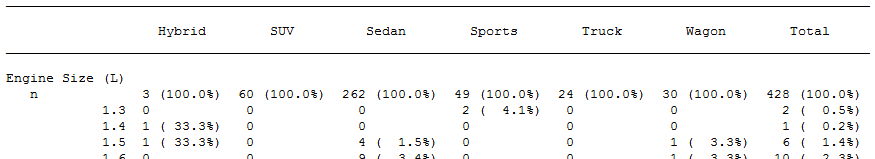 Hybrid SUV Sedan Sports Truck Wagon Total
Engine Size (L)
n 3 (100.0%) 60 (100.0%) 262 (100.0%) 49 (100.0%) 24 (100.0%) 30 (100.0%) 428 (100.0%)
1.3 0 0 0 2 ( 4.1%) 0 0 2 ( 0.5%)
1.4 1 ( 33.3%) 0 0 0 0 0 1 ( 0.2%)
1.5 1 ( 33.3%) 0 4 ( 1.5%) 0 0 1 ( 3.3%) 6 ( 1.4%)
1.6 0 0 9 ( 3.4%) 0 0 1 ( 3.3%) 10 ( 2.3%)